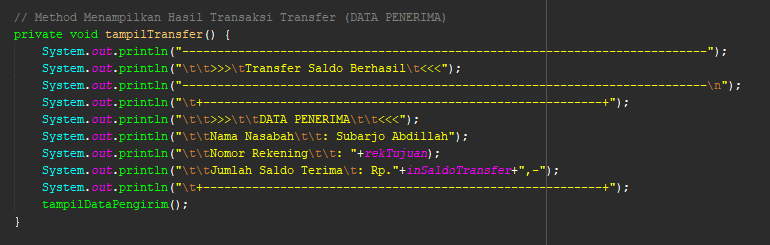 // Method Menampilkan Hasil Transaksi Transfer (DATA PENERIMA)
private void tampilTransfer() {
System.out.println("---------------------------------------------------------------------------");
System.out.println("\t\t>>>\tTransfer Saldo Berhasil\t<<<");
System.out.println("---------------------------------------------------------------------------\n");
System.out.println("\t+---------------------------------------------------------+");
System.out.println("\t\t>>>\t\tDATA PENERIMA\t\t<<<");
System.out.println("\t\tNama Nasabah\t\t: Subarjo Abdillah");
System.out.println("\t\tNomor Rekening\t\t: "+rekTujuan);
System.out.println("\t\tJumlah Saldo Terima\t: Rp."+inSaldoTransfer+",-");
System.out.println("\t+---------------------------------------------------------+");
tampilDataPengirim();
}